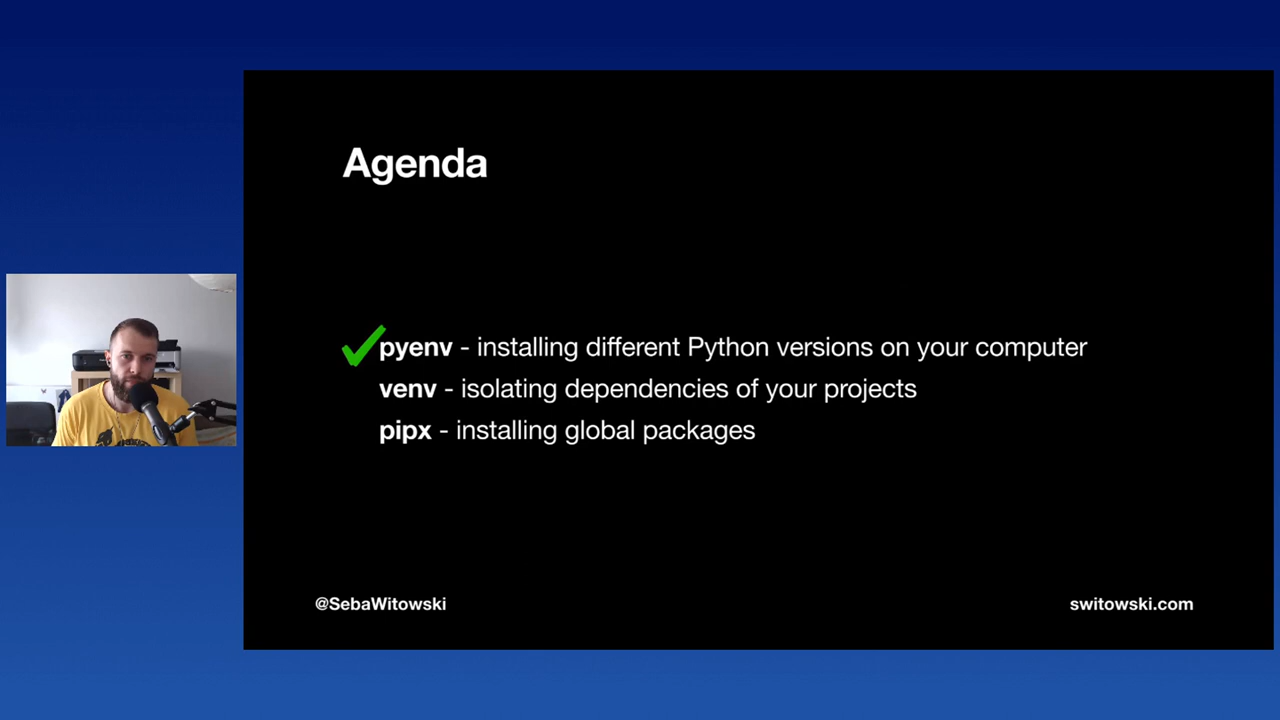 Agenda
pyenv - installing different Python versions on your computer
venv - isolating dependencies of your projects
pipx - installing global packages
@SebaWitowski
switowski.com